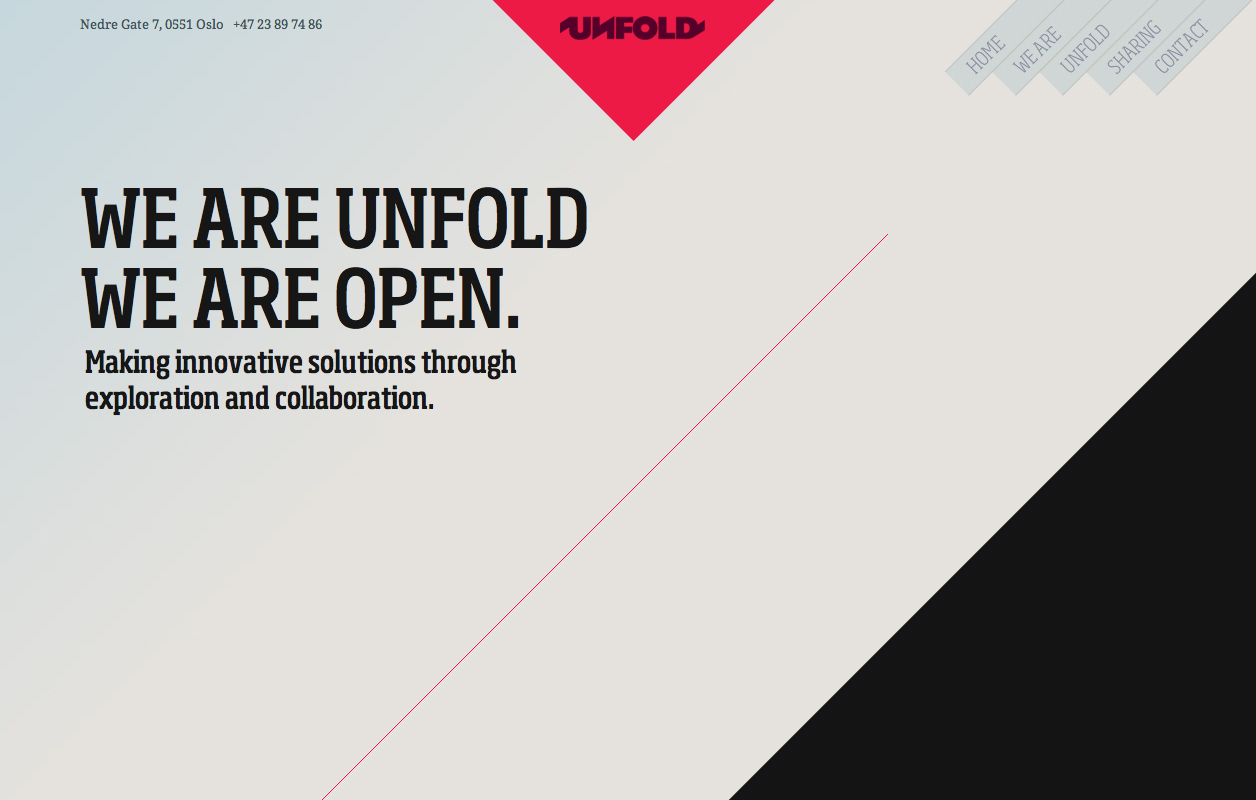 Nedre Gate 7, 0551 Oslo +47 23 89 74 86
UNFOLD
HOME
WE ARE
UNFOLD
SHARING
CONTACT
WE ARE UNFOLD
WE ARE OPEN.
Making innovative solutions through
exploration and collaboration.